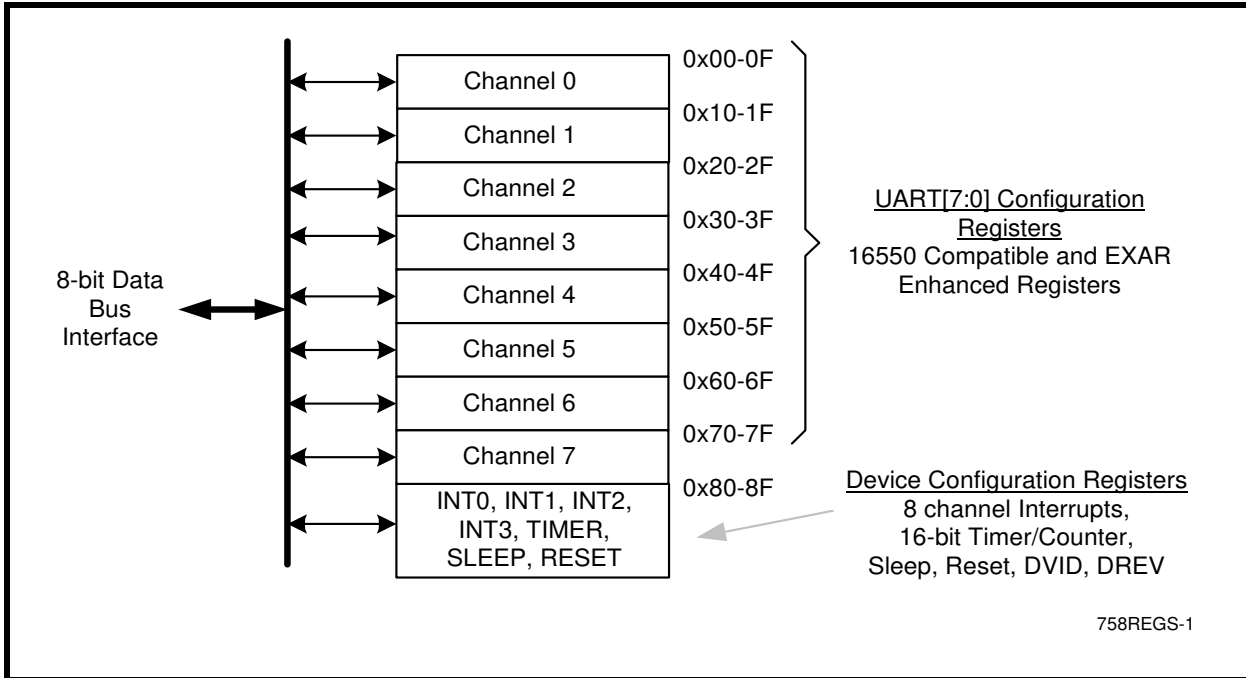 0x00-0F
Channel 0
0x10-1F
Channel 1
0x20-2F
Channel 2
0x30-3F
Channel 3
0x40-4F
Channel 4
0x50-5F
Channel 5
0x60-6F
Channel 6
0x70-7F
Channel 7
0x80-8F
INT0, INT1, INT2,
INT3, TIMER,
SLEEP, RESET
8-bit Data
Bus
Interface
UART[7:0] Configuration
Registers
16550 Compatible and EXAR
Enhanced Registers
Device Configuration Registers
8 channel Interrupts,
16-bit Timer/Counter,
Sleep, Reset, DVID, DREV
758REGS-1